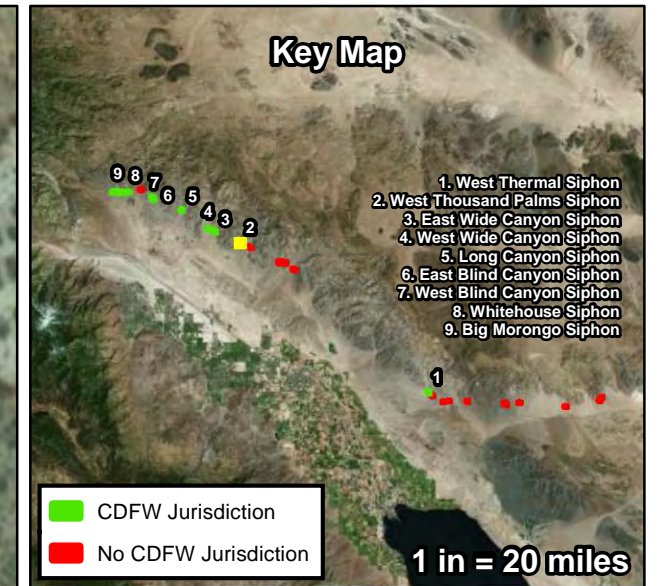 Key Map
9 8 7
6 5
4 3 2
1
1. West Thermal Siphon
2. West Thousand Palms Siphon
3. East Wide Canyon Siphon
4. West Wide Canyon Siphon
5. Long Canyon Siphon
6. East Blind Canyon Siphon
7. West Blind Canyon Siphon
8. Whitehouse Siphon
9. Big Morongo Siphon
CDFW Jurisdiction
No CDFW Jurisdiction
1 in = 20 miles